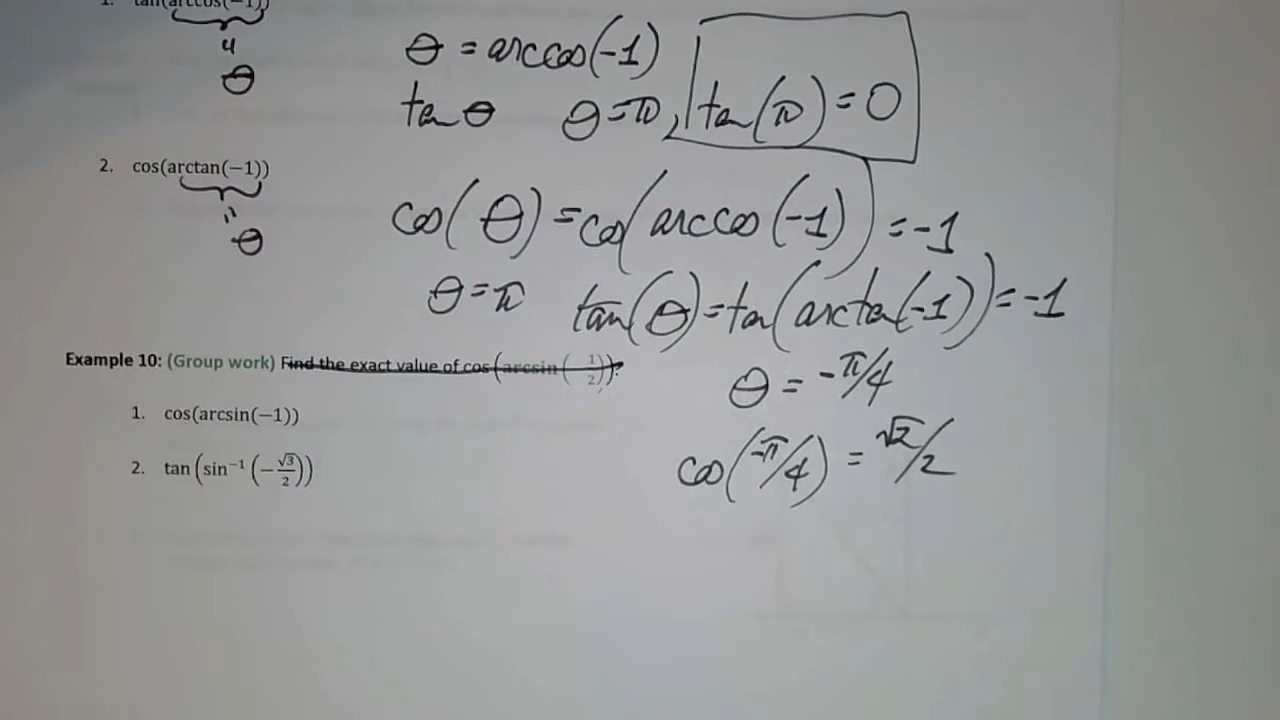 1. tan(arccos(−1))
"
θ
θ = arccos(-1)
tan θ θ=π, tan(π)=0
2. cos(arctan(−1))
"
θ
cos(θ)=cos(arccos(-1))=-1
θ=π tan(θ)=tan(arctan(-1))=-1
Example 10: (Group work) Find the exact value of cos(arcsin(−1/2))?
θ = -π/4
1. cos(arcsin(−1))
2. tan(sin⁻¹(−√3/2))
cos(-π/4) = √2/2